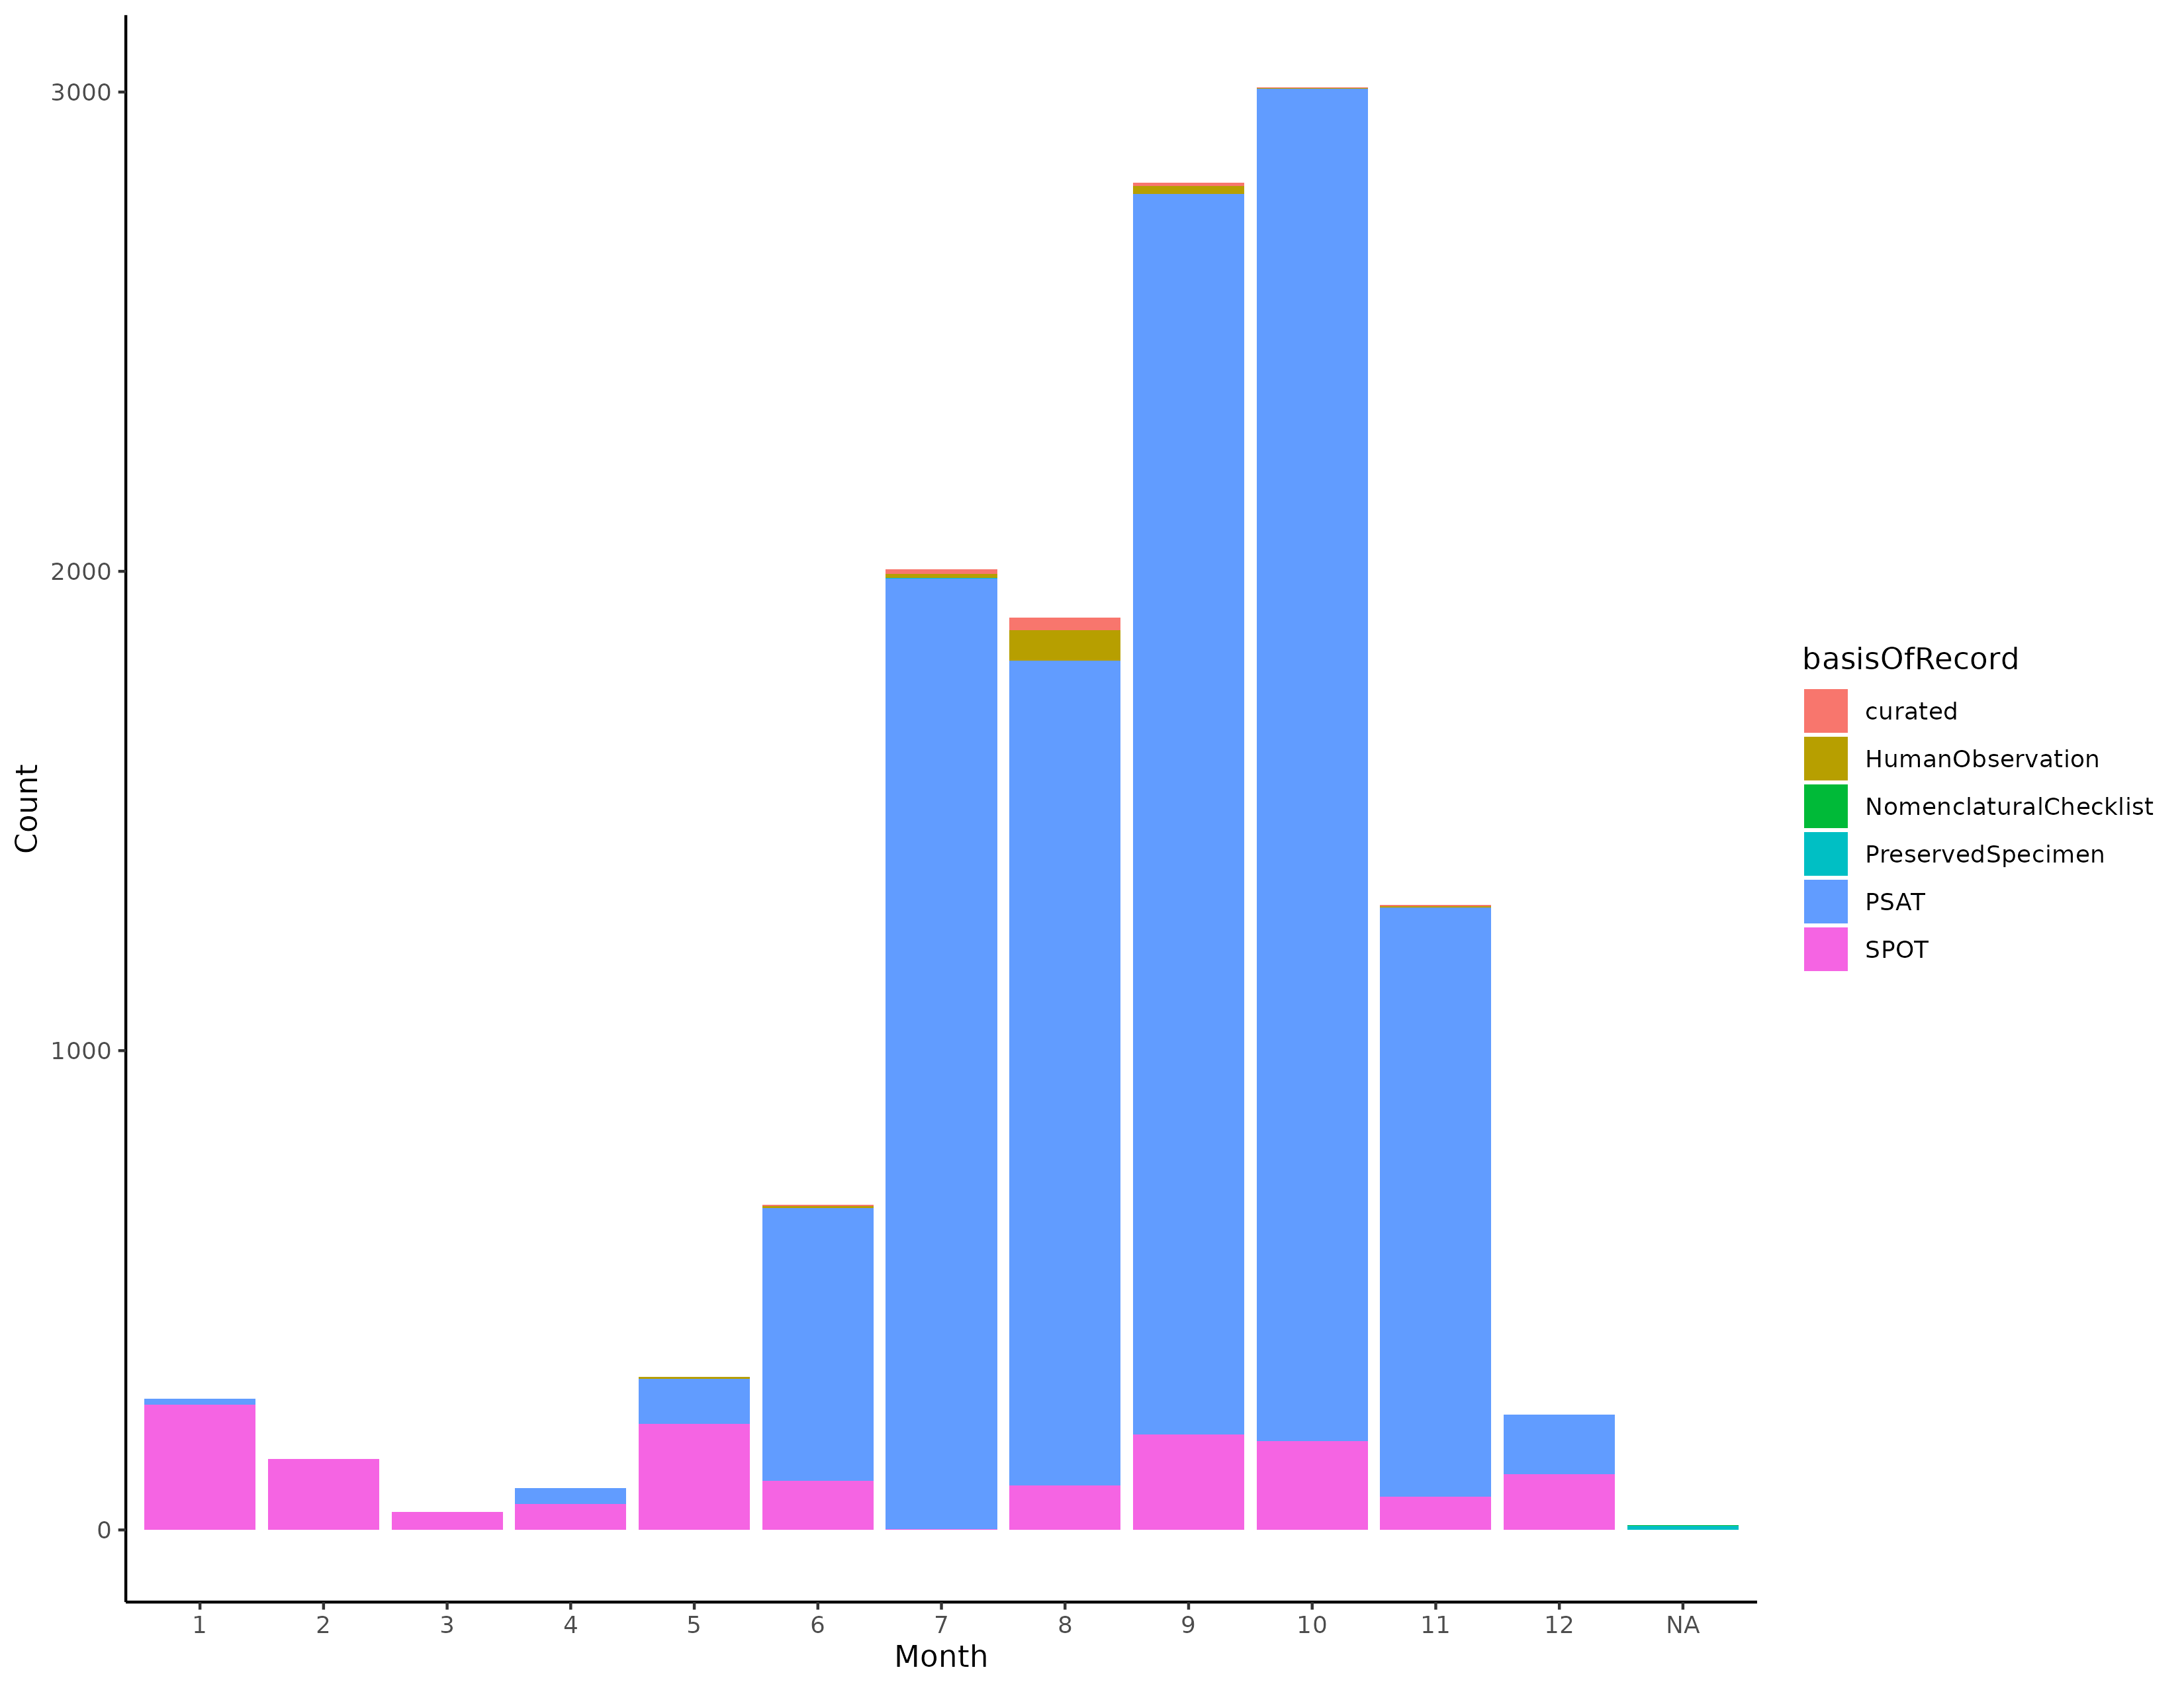 3000
2000
1000
0
Count
1 2 3 4 5 6 7 8 9 10 11 12 NA
Month
basisOfRecord
curated
HumanObservation
NomenclaturalChecklist
PreservedSpecimen
PSAT
SPOT